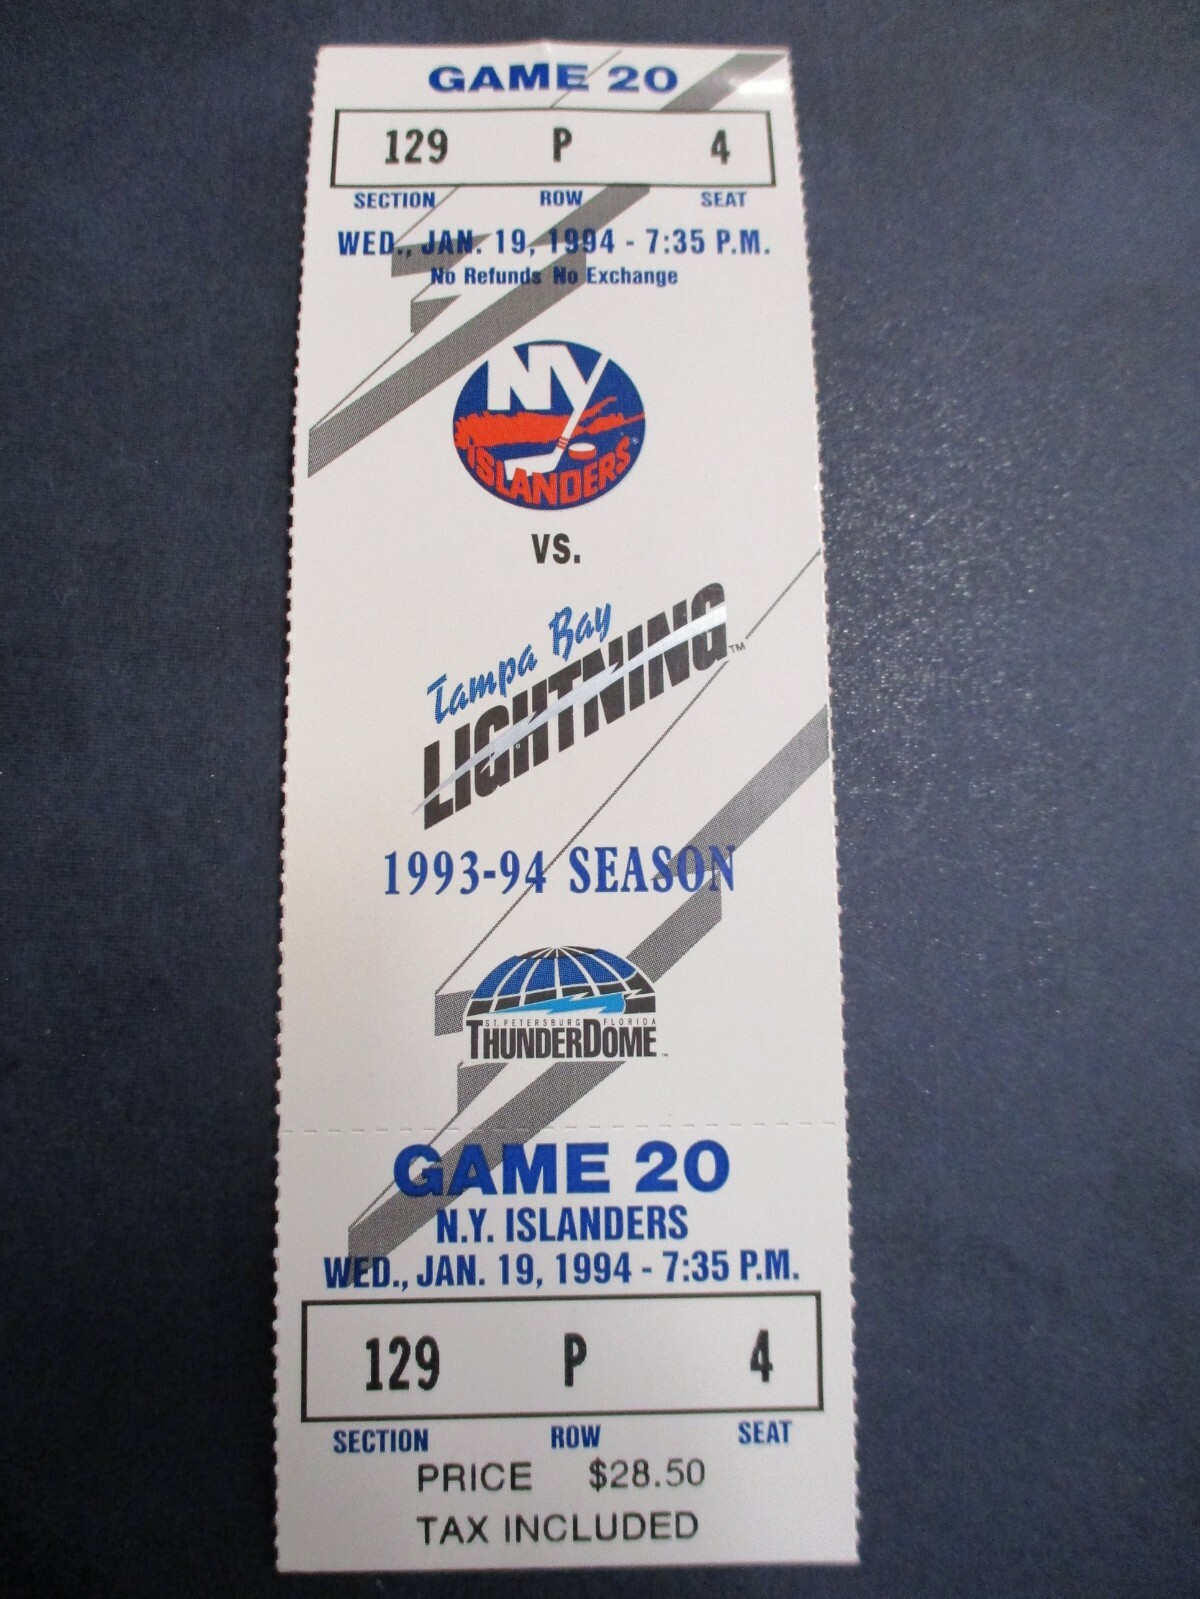 GAME 20
129 P 4
SECTION ROW SEAT
WED., JAN. 19, 1994 - 7:35 P.M.
No Refunds No Exchange
NY
ISLANDERS
VS.
Tampa Bay
LIGHTNING TM
1993-94 SEASON
ST. PETERSBURG FLORIDA
THUNDERDOME TM
GAME 20
N.Y. ISLANDERS
WED., JAN. 19, 1994 - 7:35 P.M.
129 P 4
SECTION ROW SEAT
PRICE $28.50
TAX INCLUDED